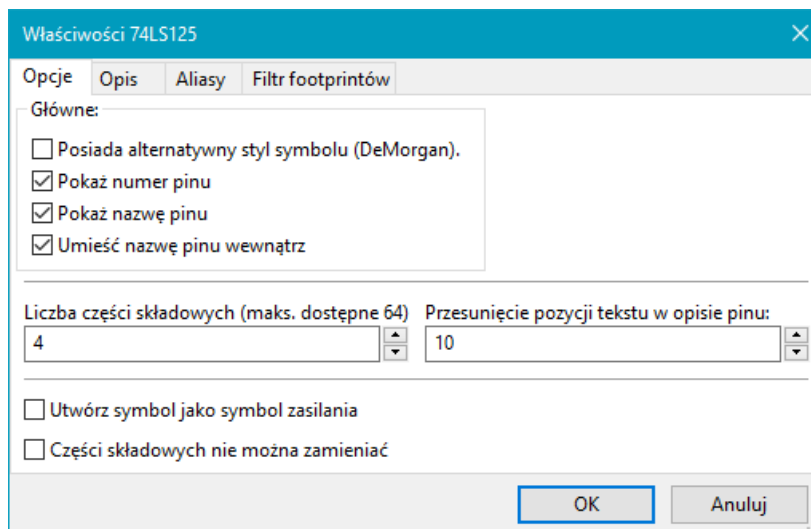 Właściwości 74LS125
Opcje Opis Aliasy Filtr footprintów
Główne:
Posiada alternatywny styl symbolu (DeMorgan).
Pokaż numer pinu
Pokaż nazwę pinu
Umieść nazwę pinu wewnątrz
Liczba części składowych (maks. dostępne 64) Przesunięcie pozycji tekstu w opisie pinu:
4 10
Utwórz symbol jako symbol zasilania
Części składowych nie można zamieniać
OK Anuluj